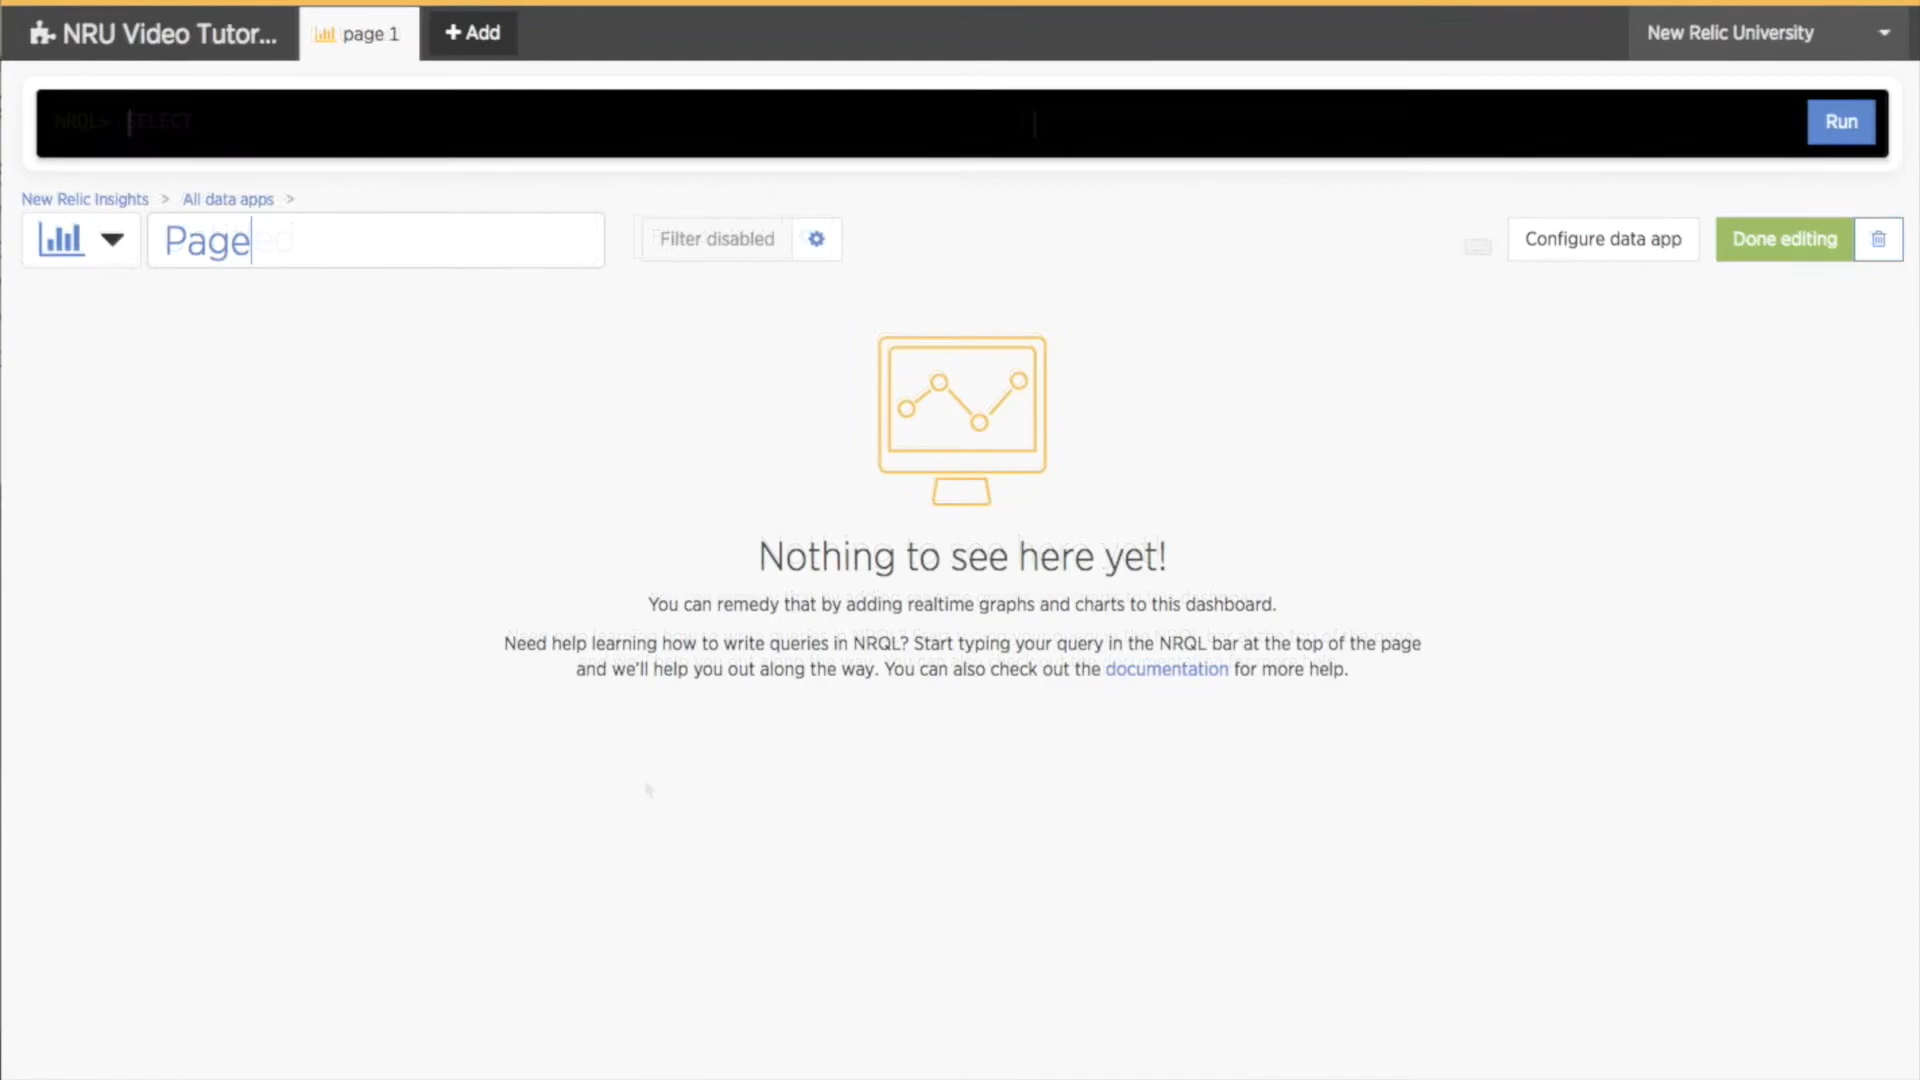 NRU Video Tutor...
page 1
+ Add
New Relic University
NRQL> SELECT
Run
New Relic Insights > All data apps >
Page
Filter disabled
Configure data app
Done editing
Nothing to see here yet!
You can remedy that by adding realtime graphs and charts to this dashboard.
Need help learning how to write queries in NRQL? Start typing your query in the NRQL bar at the top of the page
and we'll help you out along the way. You can also check out the documentation for more help.